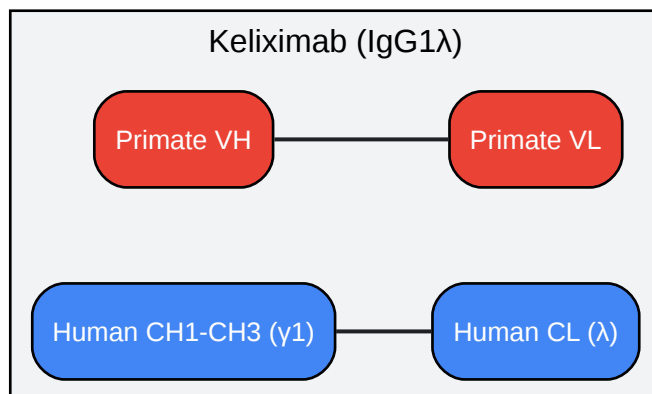 Keliximab (IgG1λ)
Primate VH
Primate VL
Human CH1-CH3 (γ1)
Human CL (λ)